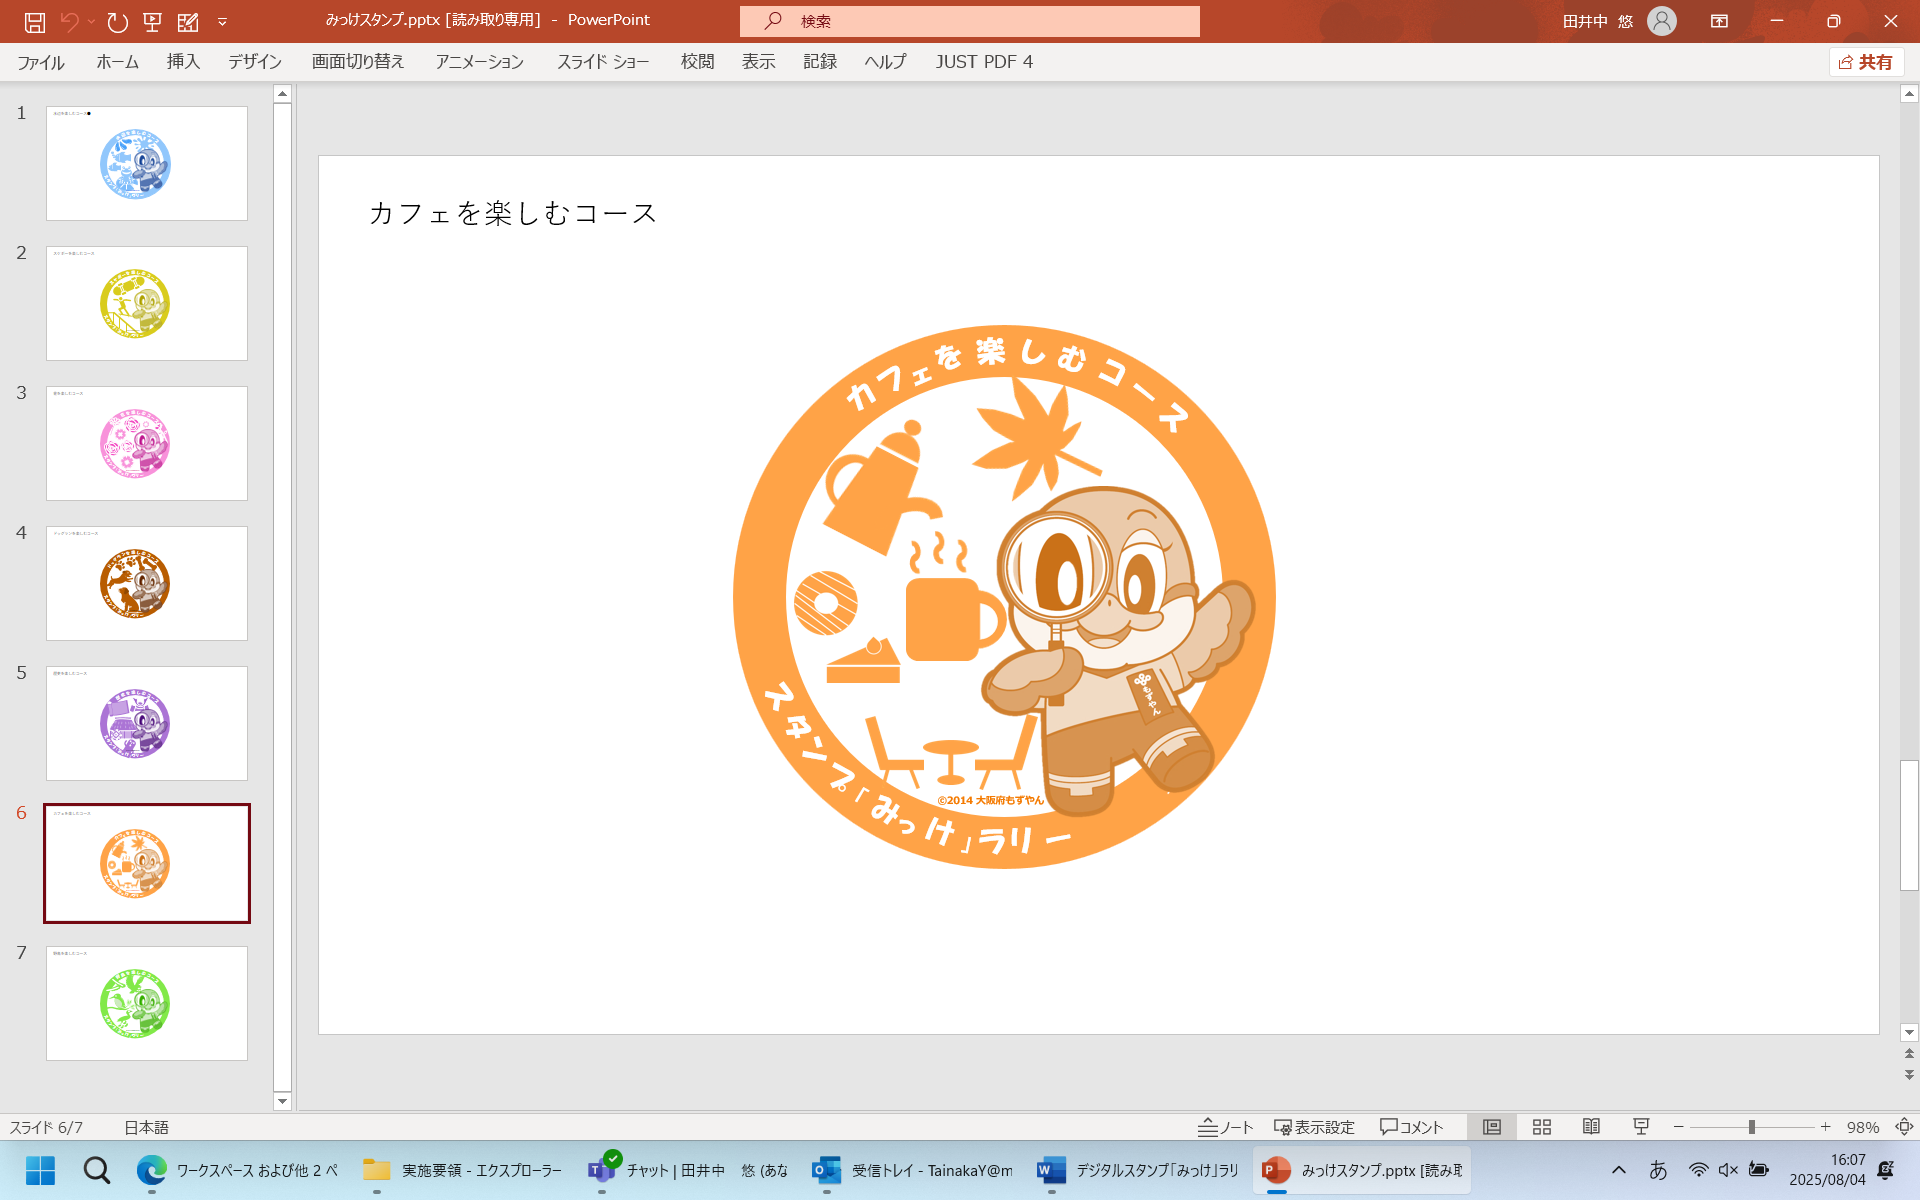 みっけスタンプ.pptx [読み取り専用] - PowerPoint
検索
田井中 悠
ファイル ホーム 挿入 デザイン 画面切り替え アニメーション スライド ショー 校閲 表示 記録 ヘルプ JUST PDF 4
共有
1
2
3
4
5
6
7
カフェを楽しむコース
カフェを楽しむコース
もずやん
©2014 大阪府もずやん
スタンプ「みっけ」ラリー
スライド 6/7 日本語
ノート 表示設定 コメント 98%
ワークスペース および他 2 ペ
実施要領 - エクスプローラー
チャット | 田井中 悠 (あな
受信トレイ - TainakaY@m
デジタルスタンプ「みっけ」ラリ
みっけスタンプ.pptx [読み取
あ
16:07
2025/08/04